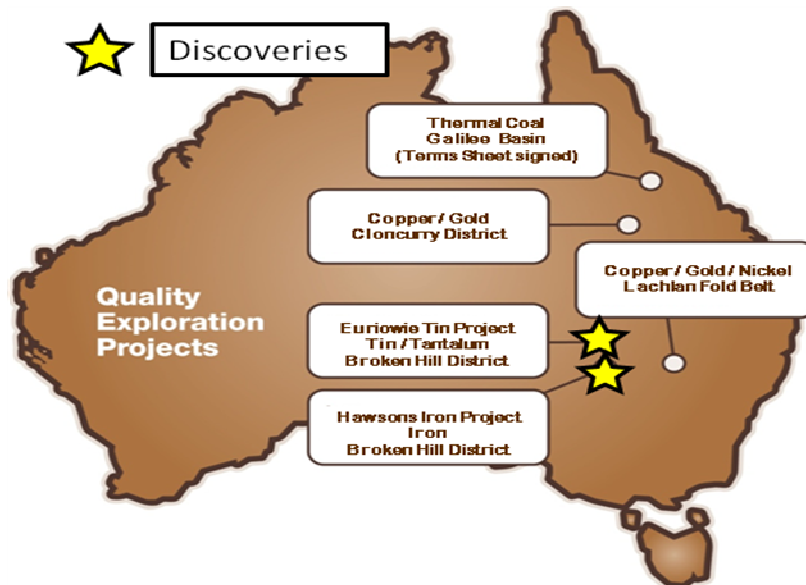 Discoveries
Thermal Coal
Galilee Basin
(Terms Sheet signed)
Copper / Gold
Cloncurry District
Copper / Gold / Nickel
Lachlan Fold Belt
Quality
Exploration
Projects
Euriowie Tin Project
Tin / Tantalum
Broken Hill District
Hawsons Iron Project
Iron
Broken Hill District